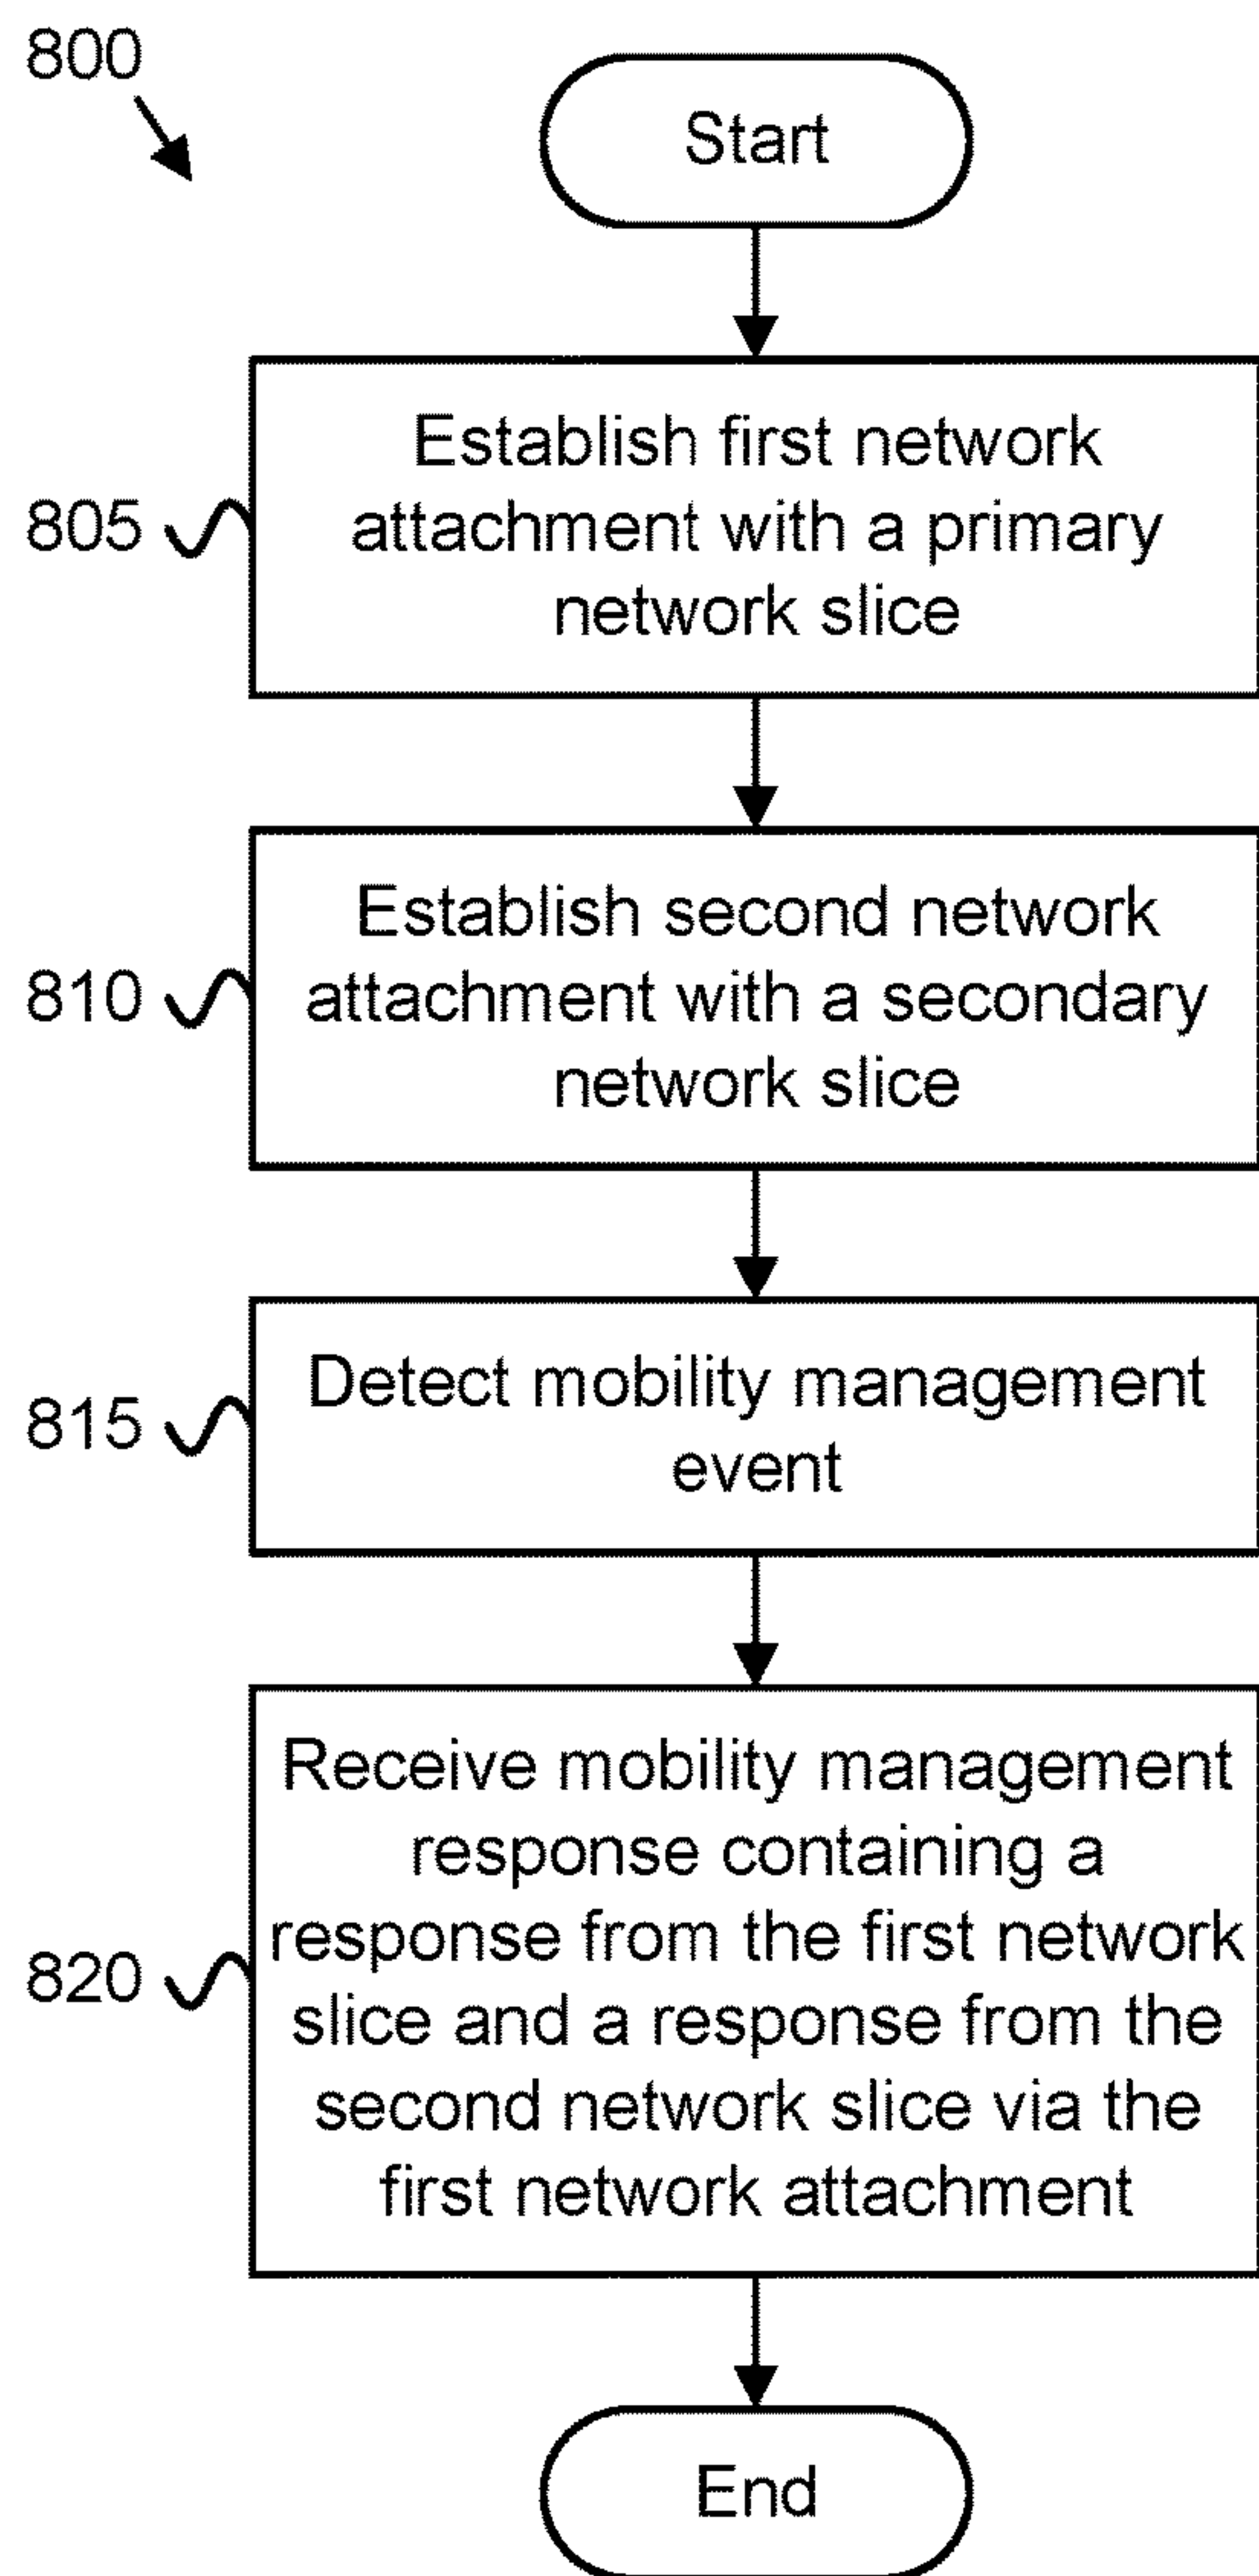 800
Start
Establish first network
attachment with a primary
network slice
805
Establish second network
attachment with a secondary
network slice
810
Detect mobility management
event
815
Receive mobility management
response containing a
response from the first network
slice and a response from the
second network slice via the
first network attachment
820
End